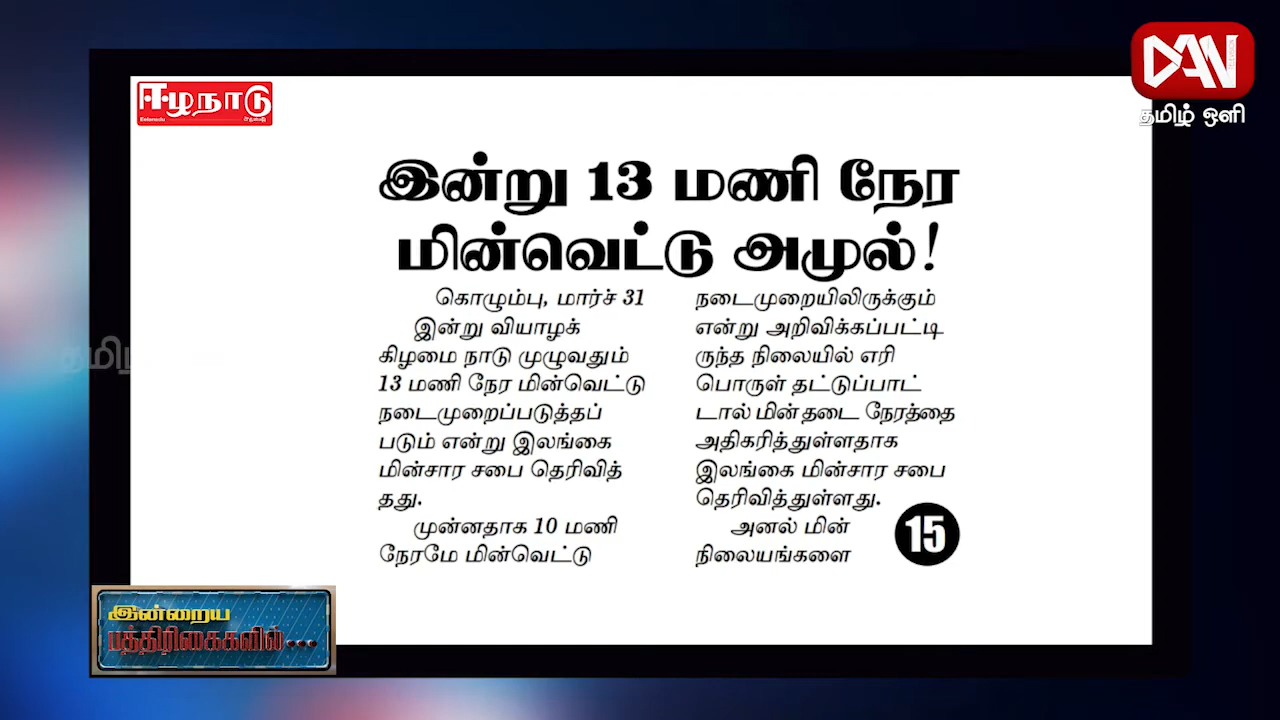 ஈழநாடு
DAN
தமிழ் ஒளி
இன்று 13 மணி நேர
மின்வெட்டு அமுல்!
கொழும்பு, மார்ச் 31
இன்று வியாழக்
கிழமை நாடு முழுவதும்
13 மணி நேர மின்வெட்டு
நடைமுறைப்படுத்தப்
படும் என்று இலங்கை
மின்சார சபை தெரிவித்
தது.
முன்னதாக 10 மணி
நேரமே மின்வெட்டு
நடைமுறையிலிருக்கும்
என்று அறிவிக்கப்பட்டி
ருந்த நிலையில் எரி
பொருள் தட்டுப்பாட்
டால் மின்தடை நேரத்தை
அதிகரித்துள்ளதாக
இலங்கை மின்சார சபை
தெரிவித்துள்ளது.
அனல் மின்
நிலையங்களை
15
தமிழ்
இன்றைய
பத்திரிகைகளில்...